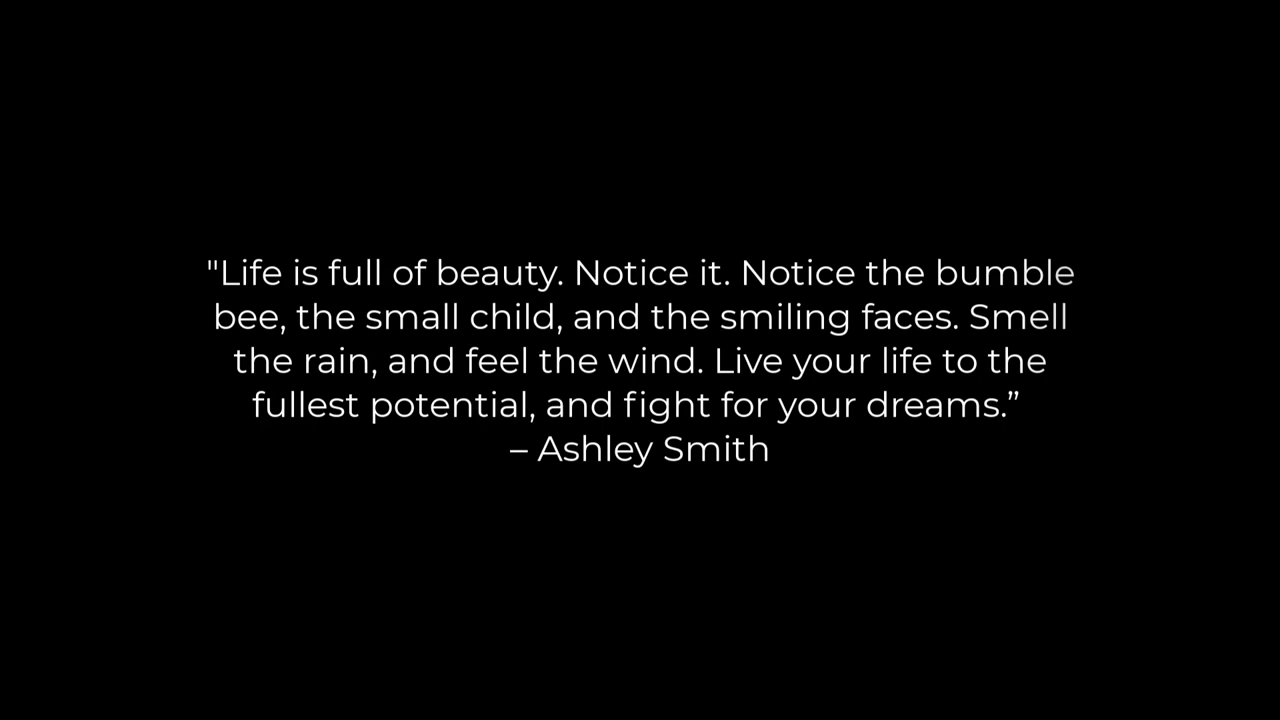 "Life is full of beauty. Notice it. Notice the bumble
bee, the small child, and the smiling faces. Smell
the rain, and feel the wind. Live your life to the
fullest potential, and fight for your dreams.”
– Ashley Smith